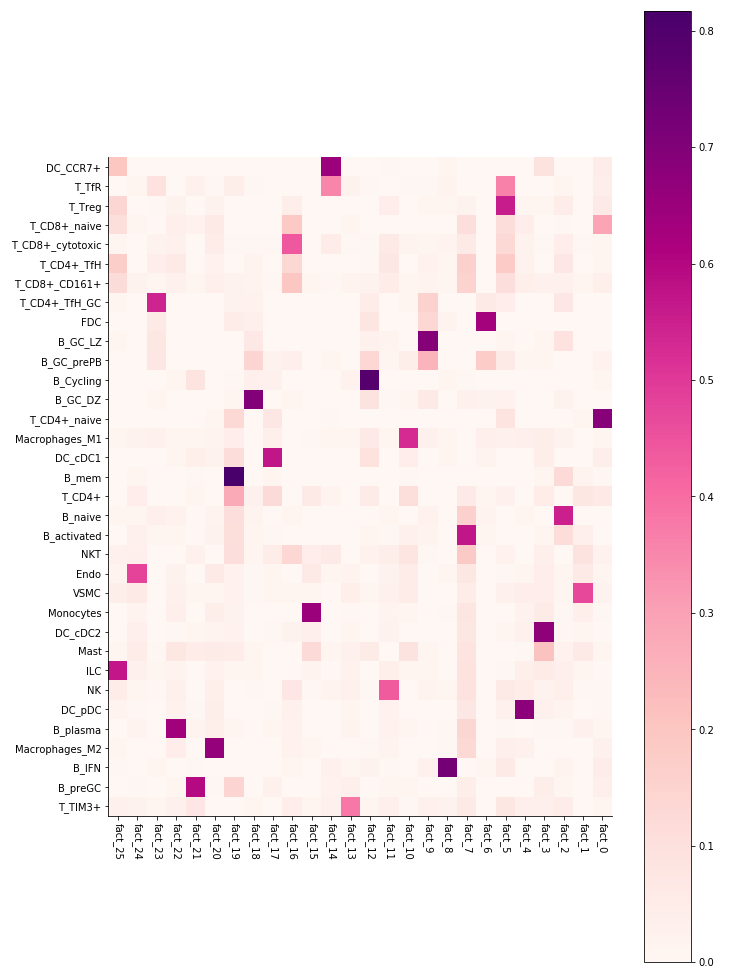 0.8
0.7
0.6
0.5
0.4
0.3
0.2
0.1
0.0
DC_CCR7+
T_TfR
T_Treg
T_CD8+_naive
T_CD8+_cytotoxic
T_CD4+_TfH
T_CD8+_CD161+
T_CD4+_TfH_GC
FDC
B_GC_LZ
B_GC_prePB
B_Cycling
B_GC_DZ
T_CD4+_naive
Macrophages_M1
DC_cDC1
B_mem
T_CD4+
B_naive
B_activated
NKT
Endo
VSMC
Monocytes
DC_cDC2
Mast
ILC
NK
DC_pDC
B_plasma
Macrophages_M2
B_IFN
B_preGC
T_TIM3+
fact_25
fact_24
fact_23
fact_22
fact_21
fact_20
fact_19
fact_18
fact_17
fact_16
fact_15
fact_14
fact_13
fact_12
fact_11
fact_10
fact_9
fact_8
fact_7
fact_6
fact_5
fact_4
fact_3
fact_2
fact_1
fact_0